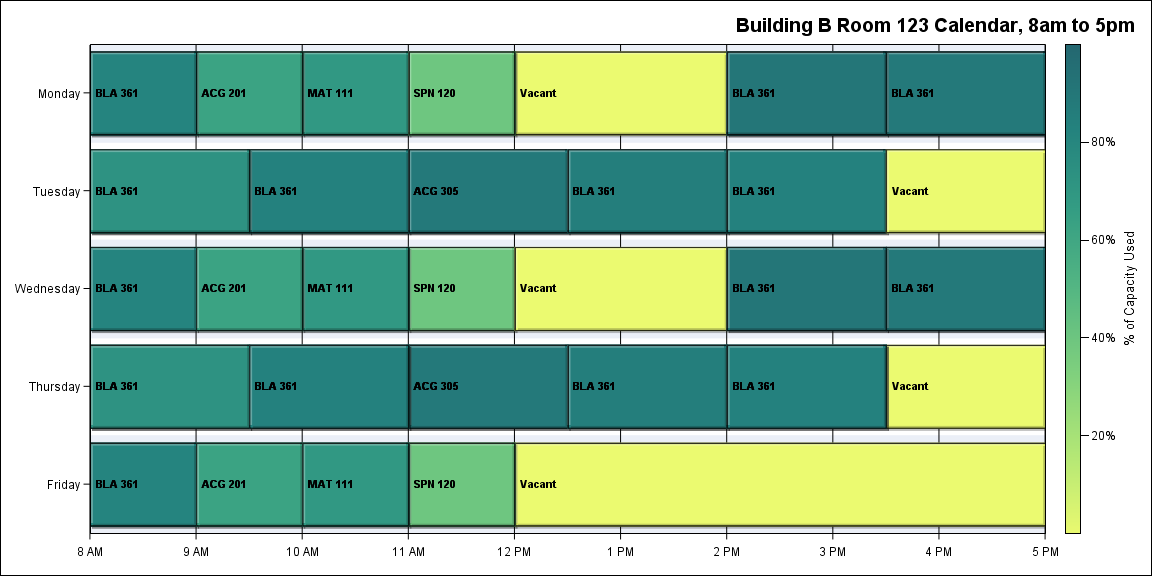 Building B Room 123 Calendar, 8am to 5pm
Monday BLA 361 ACG 201 MAT 111 SPN 120 Vacant BLA 361 BLA 361
80%
Tuesday BLA 361 BLA 361 ACG 305 BLA 361 BLA 361 Vacant
60%
% of Capacity Used
Wednesday BLA 361 ACG 201 MAT 111 SPN 120 Vacant BLA 361 BLA 361
40%
Thursday BLA 361 BLA 361 ACG 305 BLA 361 BLA 361 Vacant
20%
Friday BLA 361 ACG 201 MAT 111 SPN 120 Vacant
8 AM 9 AM 10 AM 11 AM 12 PM 1 PM 2 PM 3 PM 4 PM 5 PM